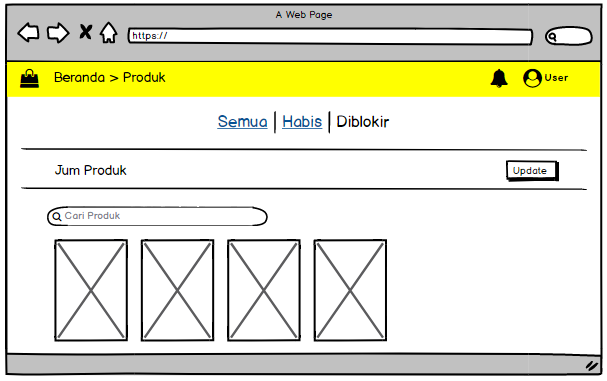 A Web Page
https://
Beranda > Produk
User
Semua | Habis | Diblokir
Jum Produk
Update
Cari Produk